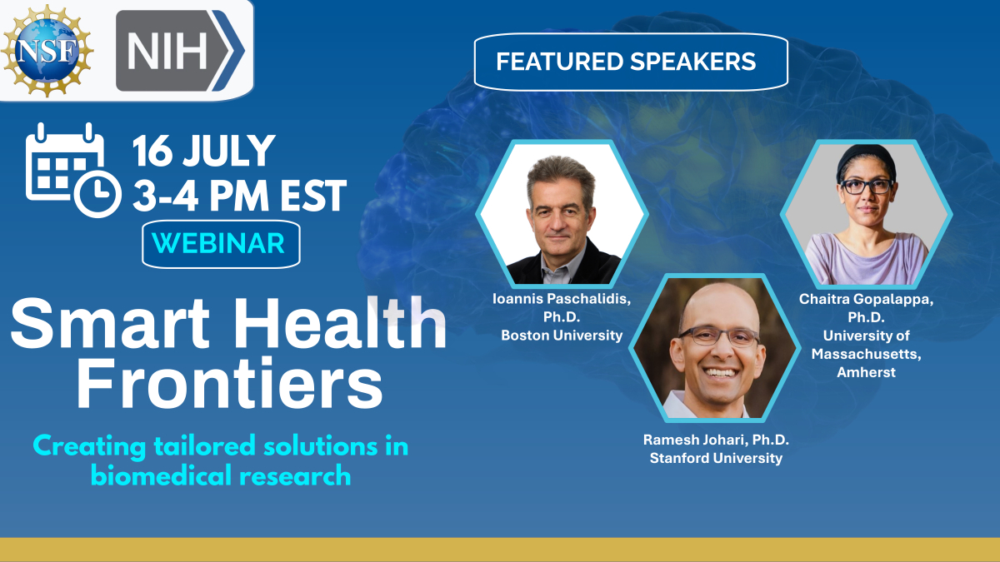 NSF
NIH
16 JULY
3-4 PM EST
WEBINAR
Smart Health
Frontiers
Creating tailored solutions in
biomedical research
FEATURED SPEAKERS
Ioannis Paschalidis,
Ph.D.
Boston University
Ramesh Johari, Ph.D.
Stanford University
Chaitra Gopalappa,
Ph.D.
University of
Massachusetts,
Amherst